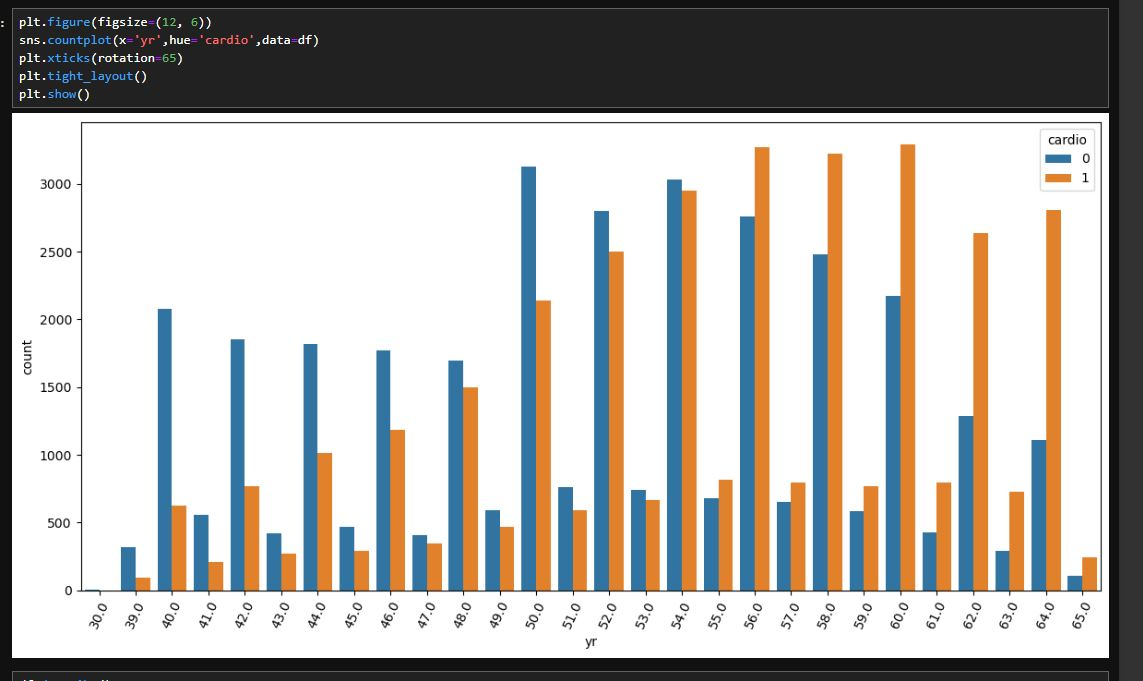 :
plt.figure(figsize=(12, 6))
sns.countplot(x='yr',hue='cardio',data=df)
plt.xticks(rotation=65)
plt.tight_layout()
plt.show()
cardio
0
1
3000
2500
2000
1500
1000
500
0
count
30.0 39.0 40.0 41.0 42.0 43.0 44.0 45.0 46.0 47.0 48.0 49.0 50.0 51.0 52.0 53.0 54.0 55.0 56.0 57.0 58.0 59.0 60.0 61.0 62.0 63.0 64.0 65.0
yr